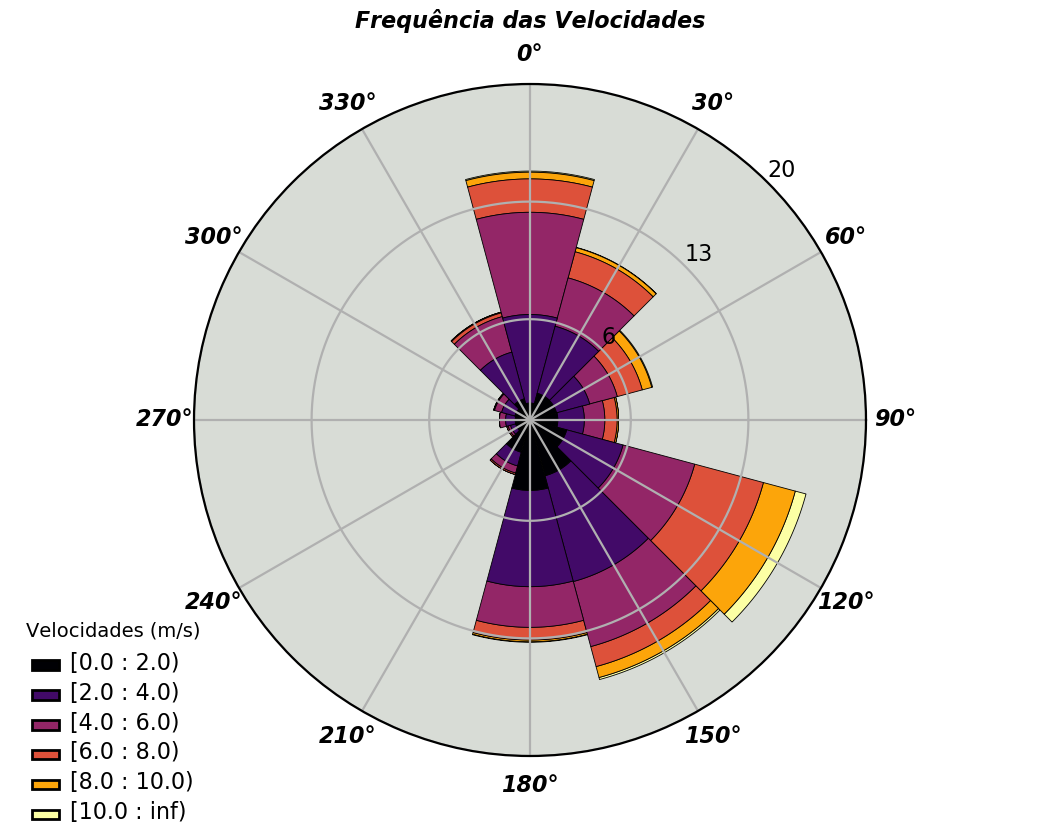 Frequência das Velocidades
0°
330°
30°
20
300°
60°
13
6
270°
90°
240°
120°
210°
150°
180°
Velocidades (m/s)
[0.0 : 2.0)
[2.0 : 4.0)
[4.0 : 6.0)
[6.0 : 8.0)
[8.0 : 10.0)
[10.0 : inf)